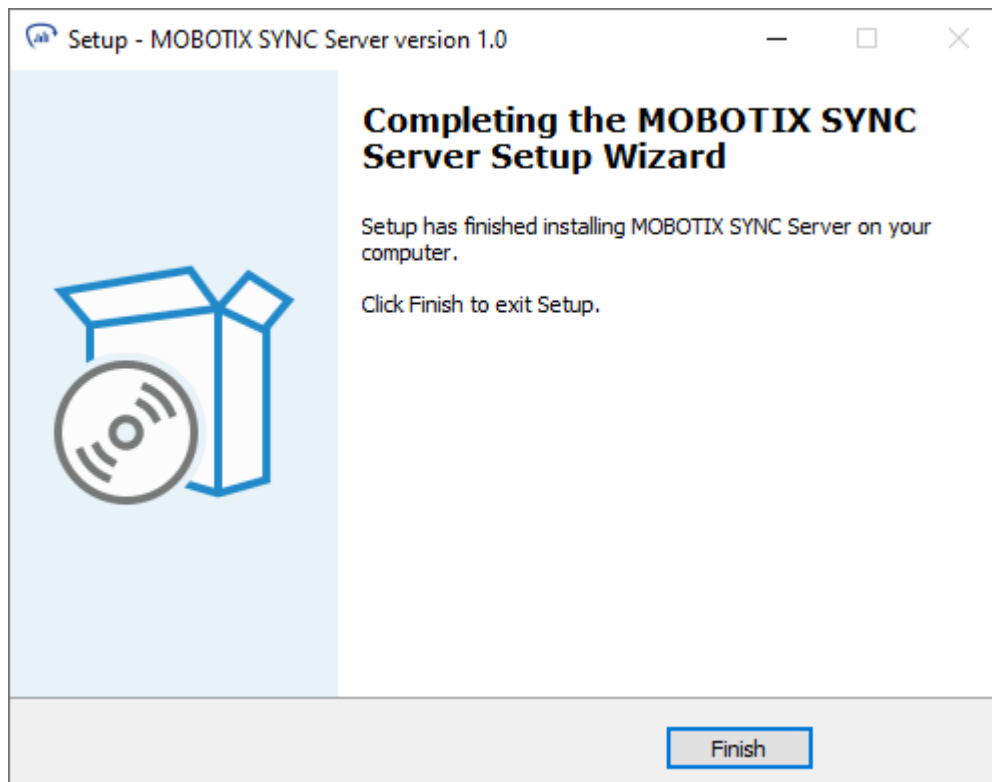 Setup - MOBOTIX SYNC Server version 1.0
Completing the MOBOTIX SYNC
Server Setup Wizard
Setup has finished installing MOBOTIX SYNC Server on your
computer.
Click Finish to exit Setup.
Finish